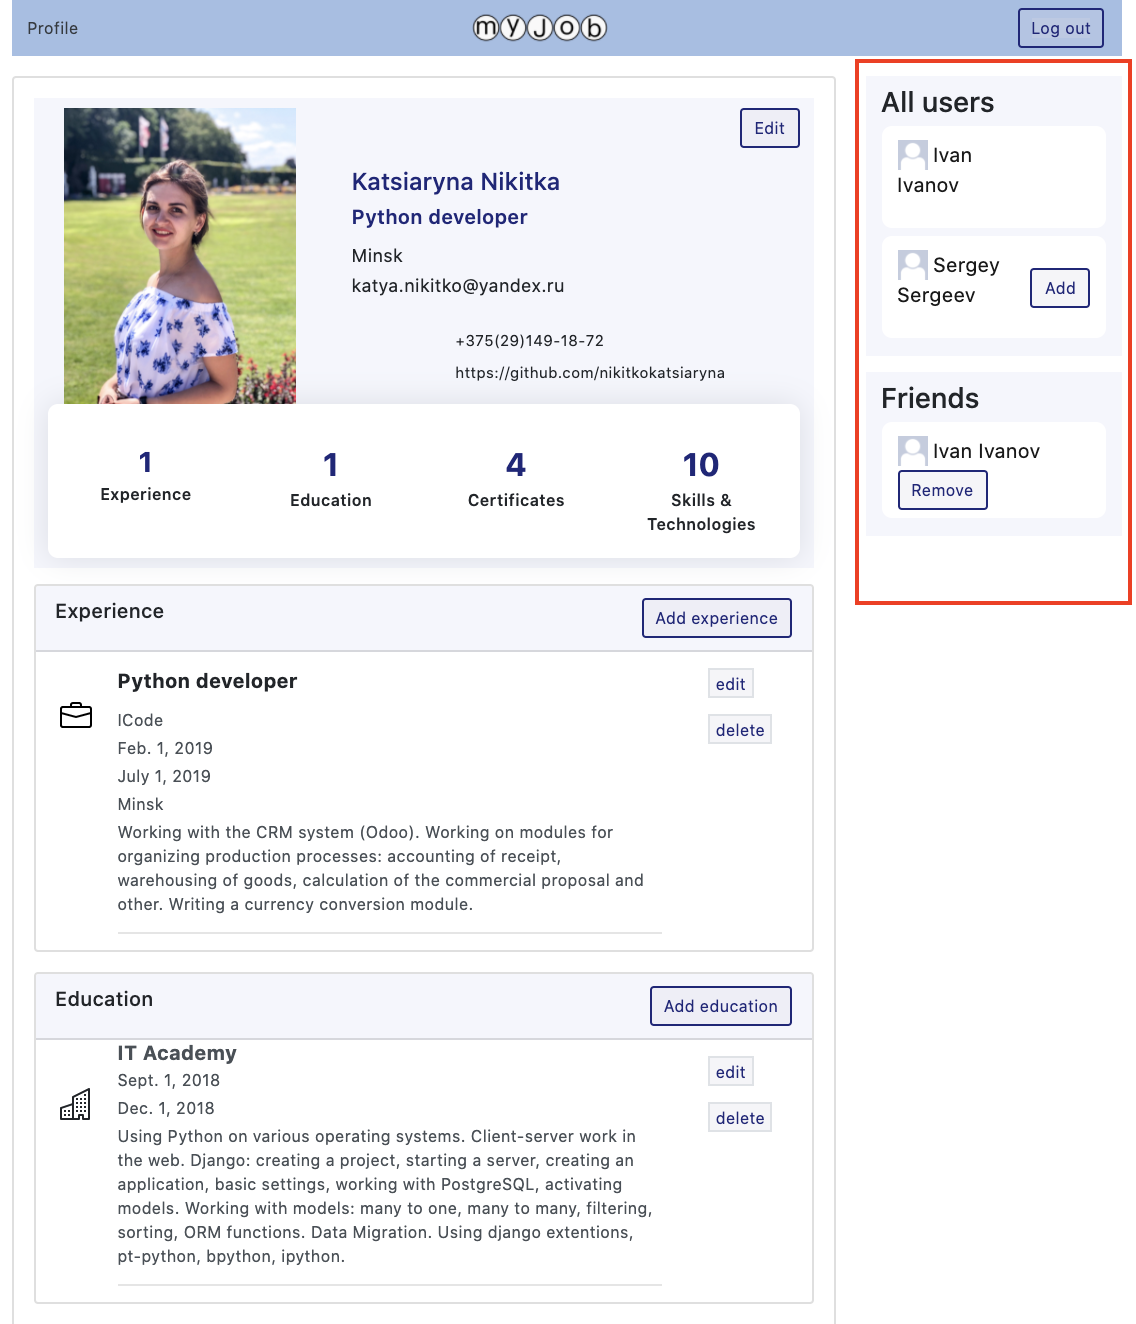 Profile
myJob
Log out
Edit
Katsiaryna Nikitka
Python developer
Minsk
katya.nikitko@yandex.ru
+375(29)149-18-72
https://github.com/nikitkokatsiaryna
1
Experience
1
Education
4
Certificates
10
Skills &
Technologies
Experience
Add experience
Python developer
edit
ICode
delete
Feb. 1, 2019
July 1, 2019
Minsk
Working with the CRM system (Odoo). Working on modules for
organizing production processes: accounting of receipt,
warehousing of goods, calculation of the commercial proposal and
other. Writing a currency conversion module.
Education
Add education
IT Academy
edit
Sept. 1, 2018
Dec. 1, 2018
delete
Using Python on various operating systems. Client-server work in
the web. Django: creating a project, starting a server, creating an
application, basic settings, working with PostgreSQL, activating
models. Working with models: many to one, many to many, filtering,
sorting, ORM functions. Data Migration. Using django extentions,
pt-python, bpython, ipython.
All users
Ivan
Ivanov
Sergey
Sergeev
Add
Friends
Ivan Ivanov
Remove